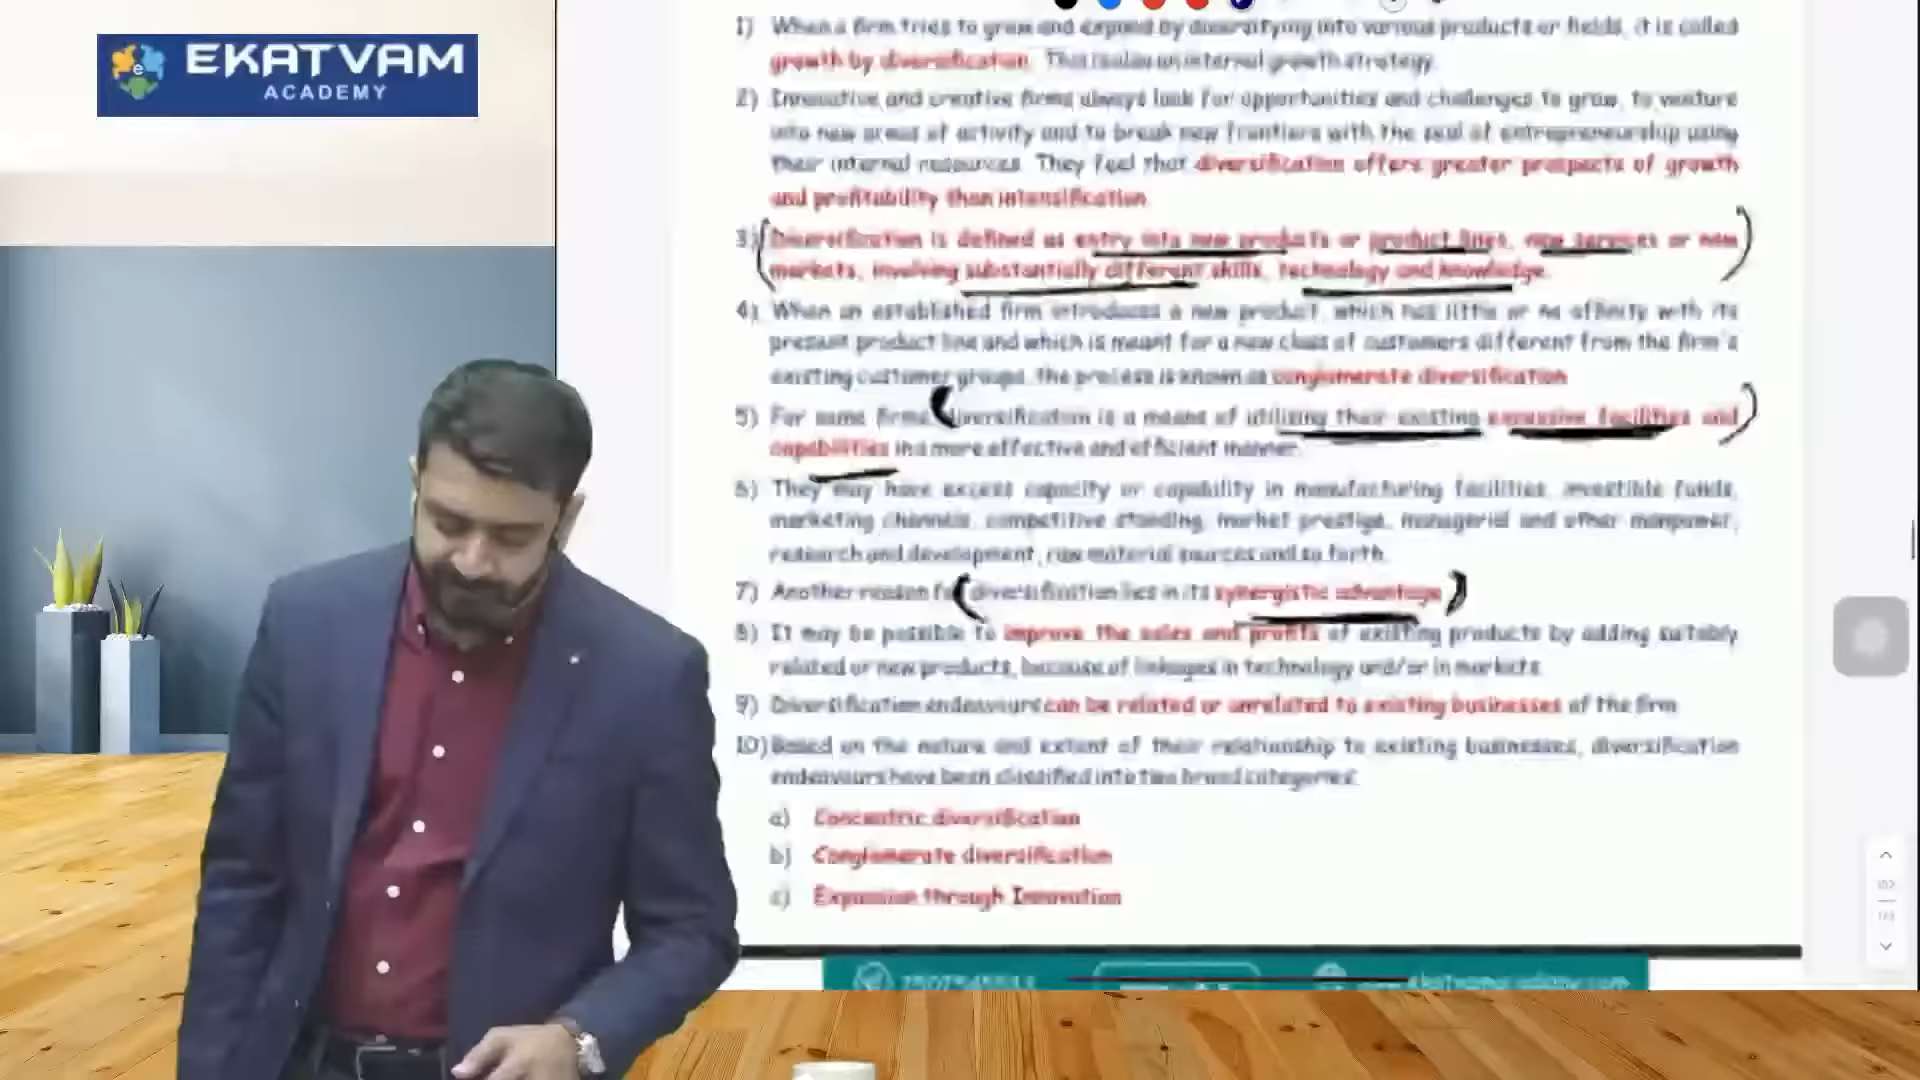 EKATVAM
ACADEMY
1) When a firm tries to grow and expand by diversifying into various products or fields, it is called
growth by diversification. This is also an internal growth strategy.
2) Innovative and creative firms always look for opportunities and challenges to grow, to venture
into new areas of activity and to break new frontiers with the zeal of entrepreneurship using
their internal resources. They feel that diversification offers greater prospects of growth
and profitability than intensification.
3) Diversification is defined as entry into new products or product lines, new services or new
markets, involving substantially different skills, technology and knowledge.
4) When an established firm introduces a new product, which has little or no affinity with its
present product line and which is meant for a new class of customers different from the firm's
existing customer groups, the process is known as conglomerate diversification.
5) For some firms, diversification is a means of utilising their existing excessive facilities and
capabilities in a more effective and efficient manner.
6) They may have excess capacity or capability in manufacturing facilities, investible funds,
marketing channels, competitive standing, market prestige, managerial and other manpower,
research and development, raw material sources and so forth.
7) Another reason for diversification lies in its synergistic advantage.
8) It may be possible to improve the sales and profits of existing products by adding suitably
related or new products, because of linkages in technology and/or in markets.
9) Diversification endeavours can be related or unrelated to existing businesses of the firm.
10) Based on the nature and extent of their relationship to existing businesses, diversification
endeavours have been classified into two broad categories:
a) Concentric diversification
b) Conglomerate diversification
c) Expansion through Innovation